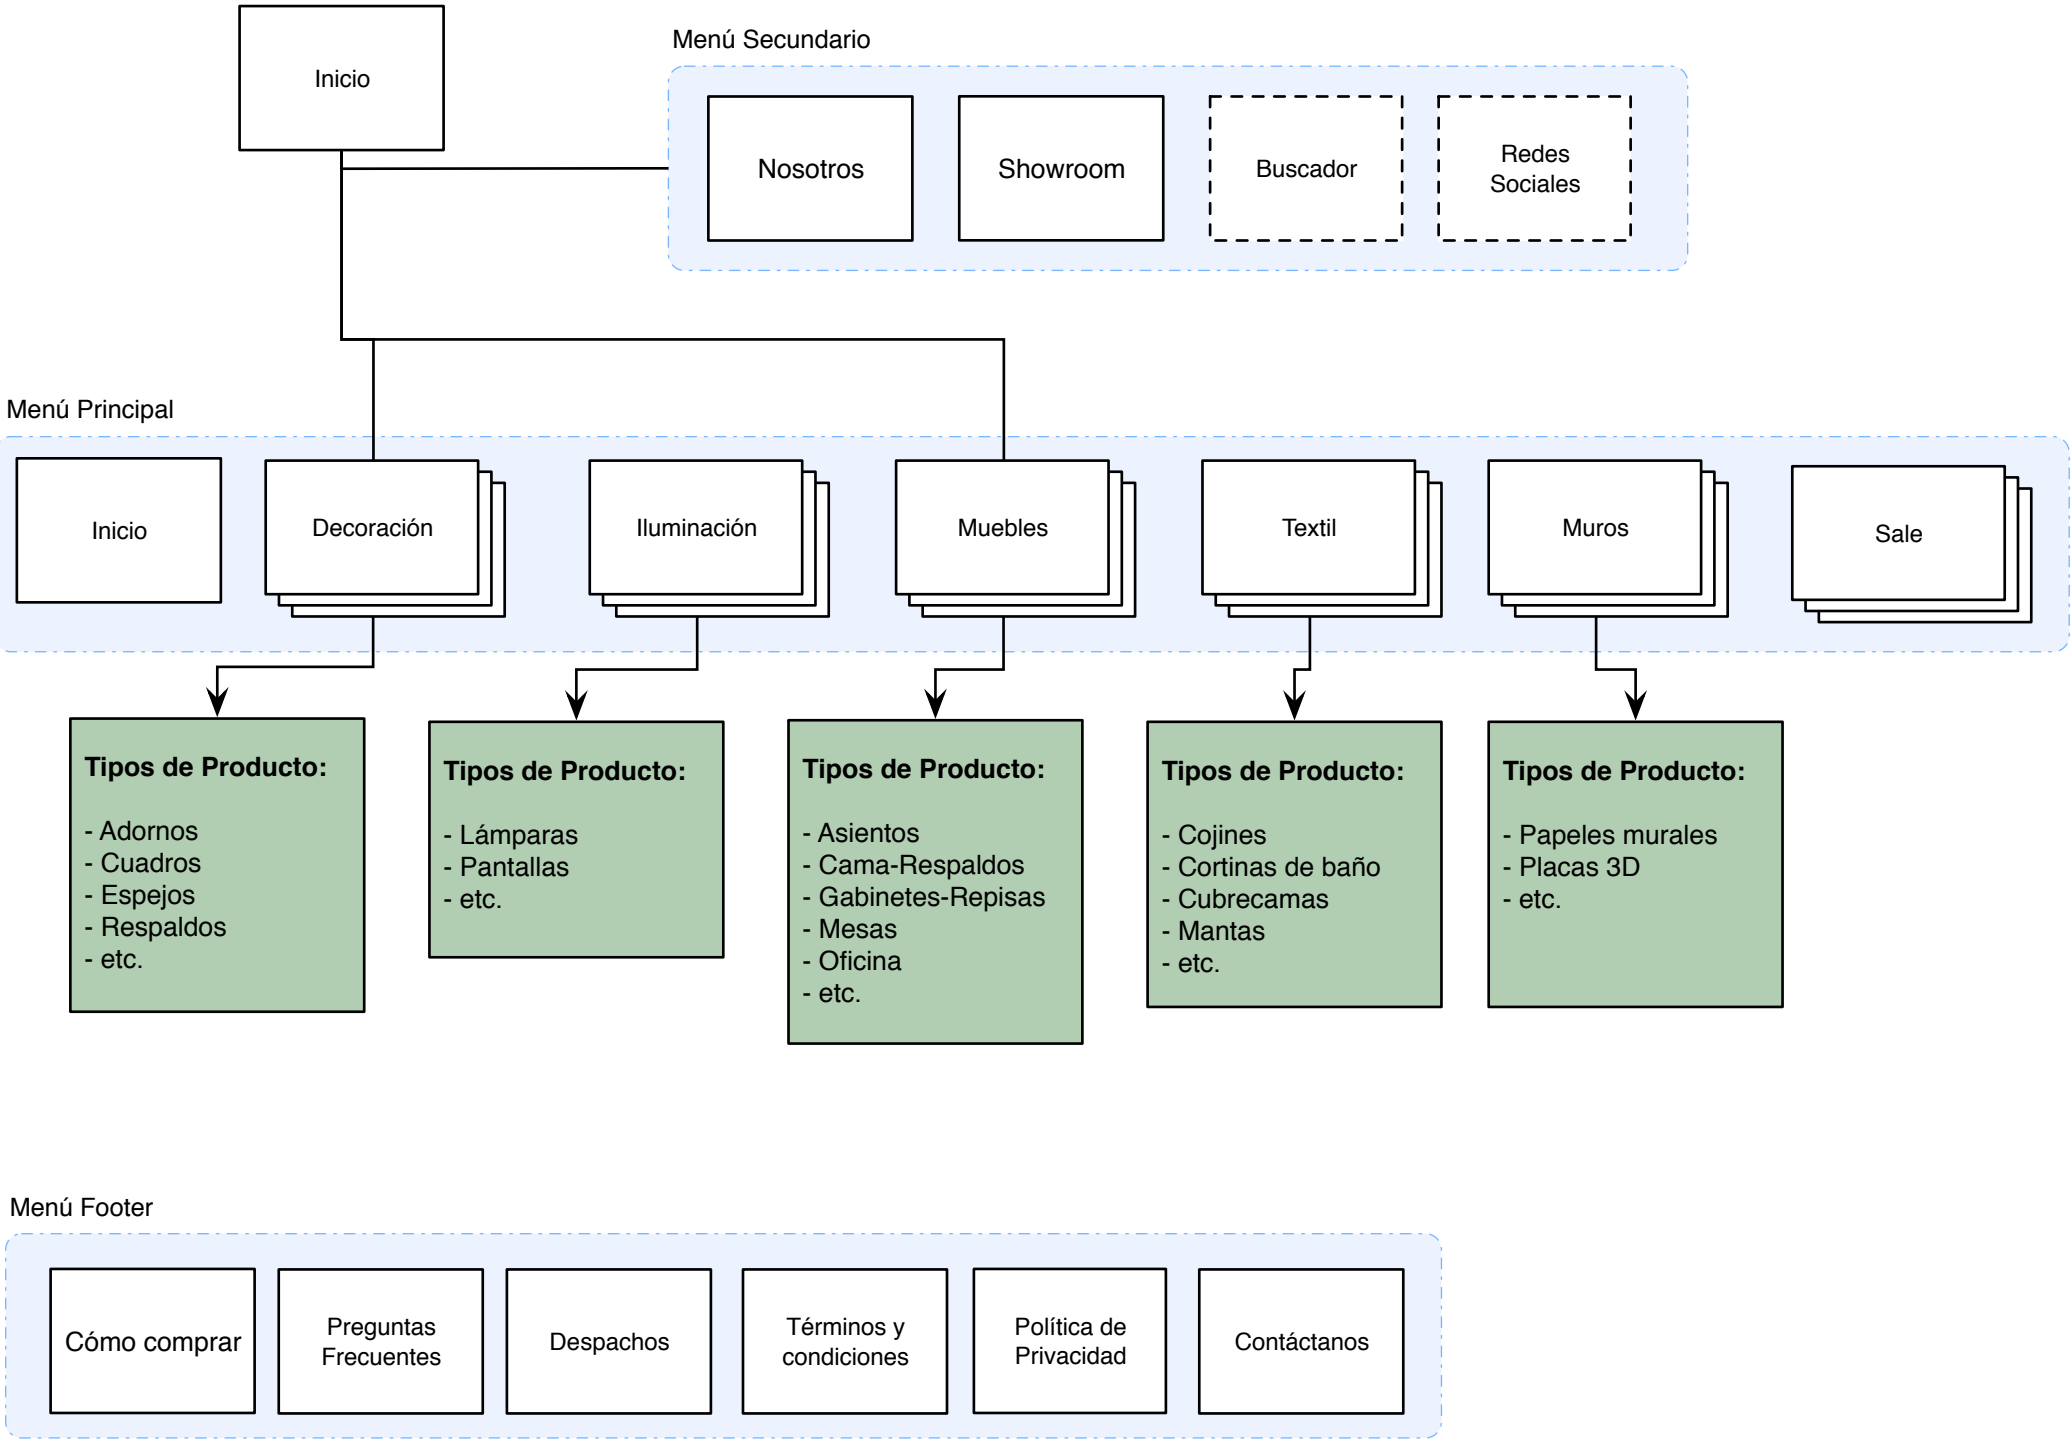 Inicio
Menú Secundario
Nosotros
Showroom
Buscador
Redes
Sociales
Menú Principal
Inicio
Decoración
Iluminación
Muebles
Textil
Muros
Sale
Tipos de Producto:
- Adornos
- Cuadros
- Espejos
- Respaldos
- etc.
Tipos de Producto:
- Lámparas
- Pantallas
- etc.
Tipos de Producto:
- Asientos
- Cama-Respaldos
- Gabinetes-Repisas
- Mesas
- Oficina
- etc.
Tipos de Producto:
- Cojines
- Cortinas de baño
- Cubrecamas
- Mantas
- etc.
Tipos de Producto:
- Papeles murales
- Placas 3D
- etc.
Menú Footer
Cómo comprar
Preguntas
Frecuentes
Despachos
Términos y
condiciones
Política de
Privacidad
Contáctanos